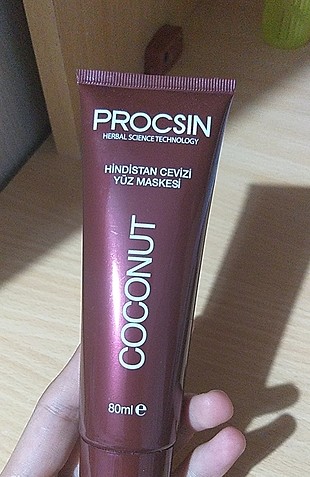 PROCSIN
HERBAL SCIENCE TECHNOLOGY
HİNDİSTAN CEVİZİ
YÜZ MASKESİ
COCONUT
80ml e